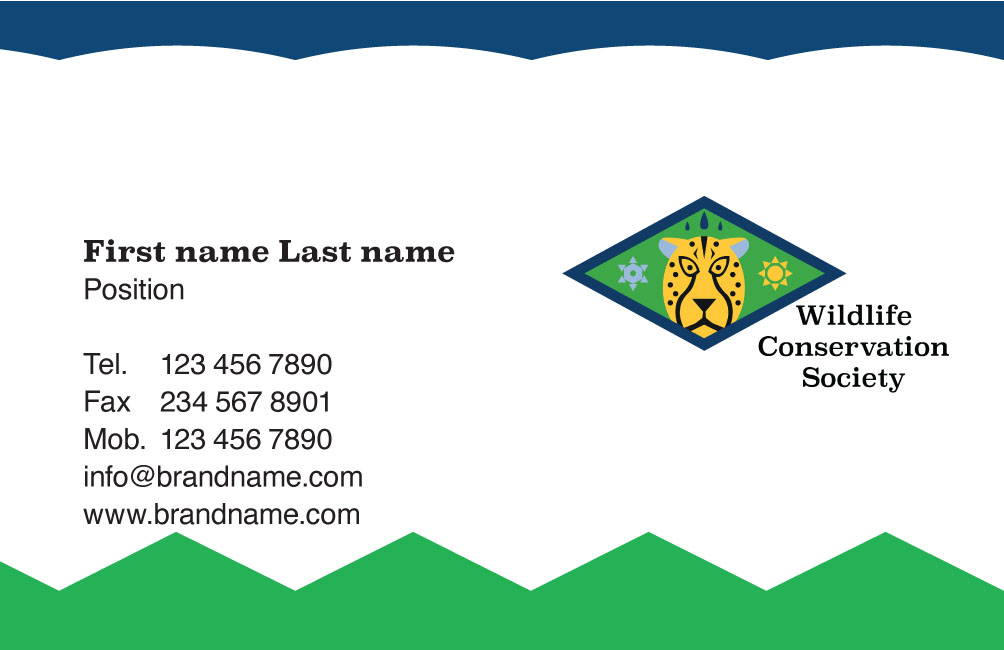 First name Last name
Position
Tel. 123 456 7890
Fax 234 567 8901
Mob. 123 456 7890
info@brandname.com
www.brandname.com
Wildlife
Conservation
Society